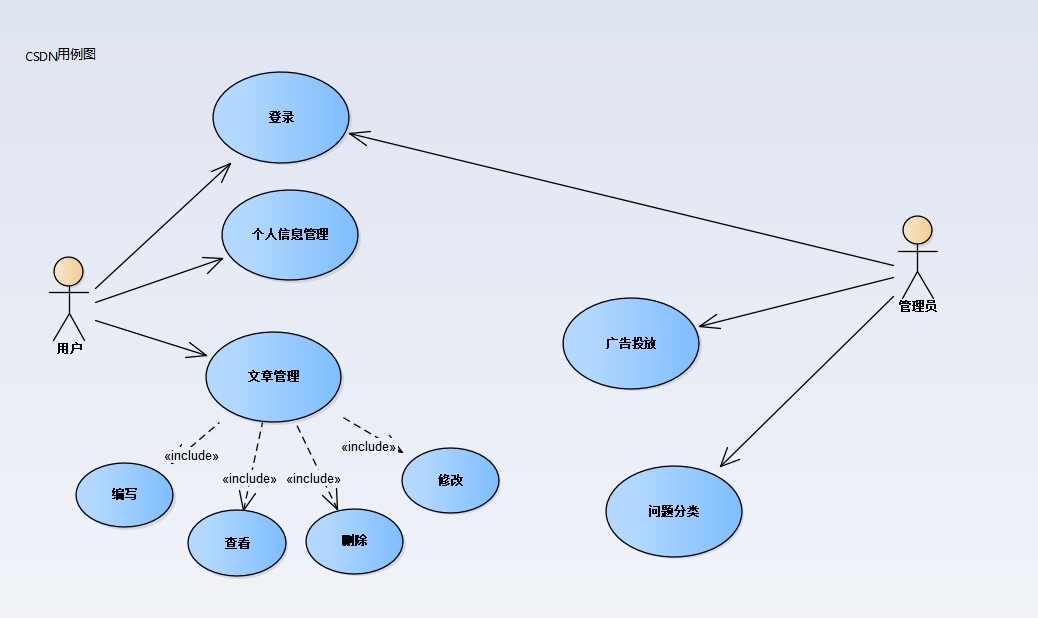 CSDN用例图
登录
个人信息管理
用户
管理员
广告投放
文章管理
«include»
«include»
«include»
«include»
编写
查看
删除
修改
问题分类